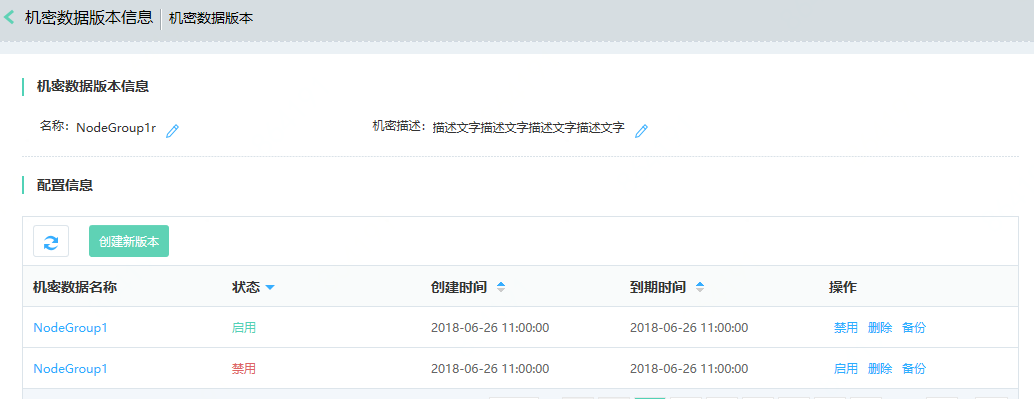 机密数据版本信息 机密数据版本
机密数据版本信息
名称: NodeGroup1r 机密描述: 描述文字描述文字描述文字描述文字
配置信息
创建新版本
机密数据名称 状态 创建时间 到期时间 操作
NodeGroup1 启用 2018-06-26 11:00:00 2018-06-26 11:00:00 禁用 删除 备份
NodeGroup1 禁用 2018-06-26 11:00:00 2018-06-26 11:00:00 启用 删除 备份